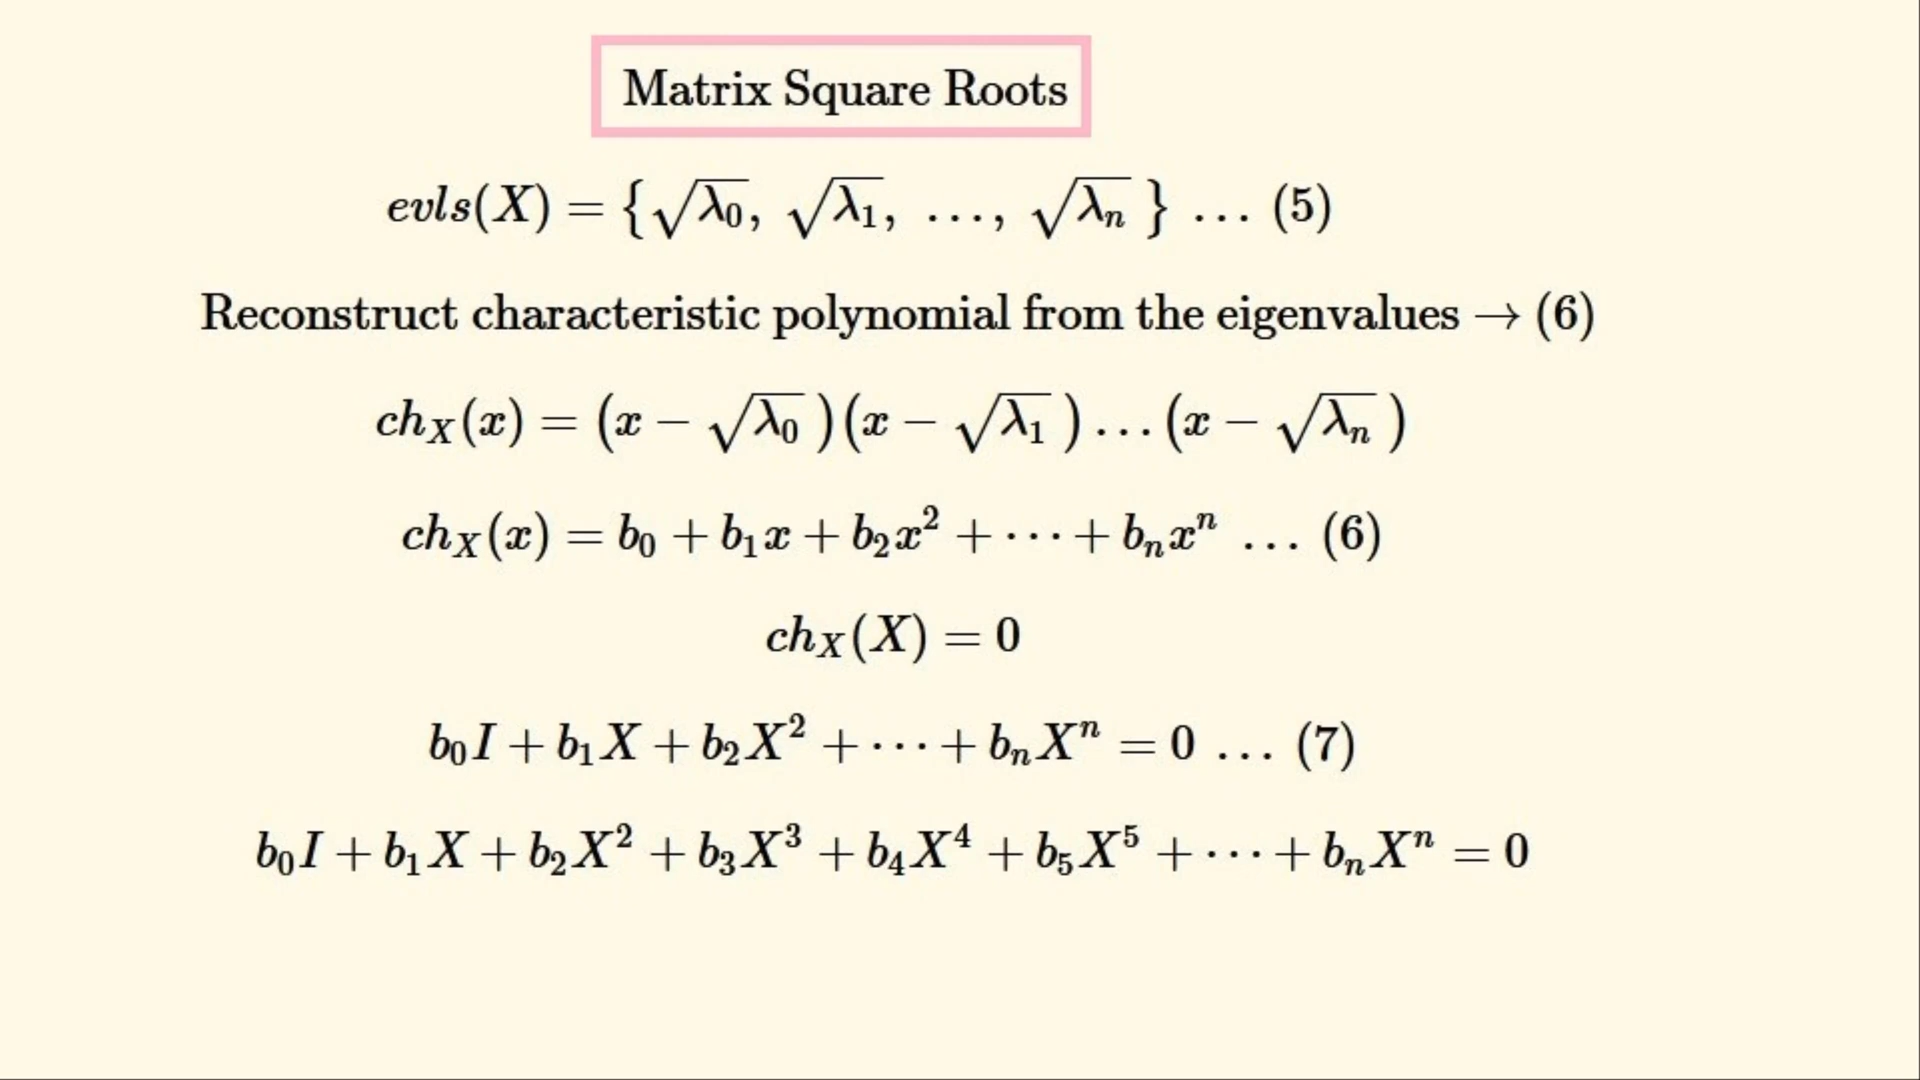 Matrix Square Roots
evls(X) = {√λ₀, √λ₁, …, √λₙ} … (5)
Reconstruct characteristic polynomial from the eigenvalues → (6)
ch_X(x) = (x − √λ₀)(x − √λ₁)…(x − √λₙ)
ch_X(x) = b₀ + b₁x + b₂x² + ⋯ + bₙxⁿ … (6)
ch_X(X) = 0
b₀I + b₁X + b₂X² + ⋯ + bₙXⁿ = 0 … (7)
b₀I + b₁X + b₂X² + b₃X³ + b₄X⁴ + b₅X⁵ + ⋯ + bₙXⁿ = 0